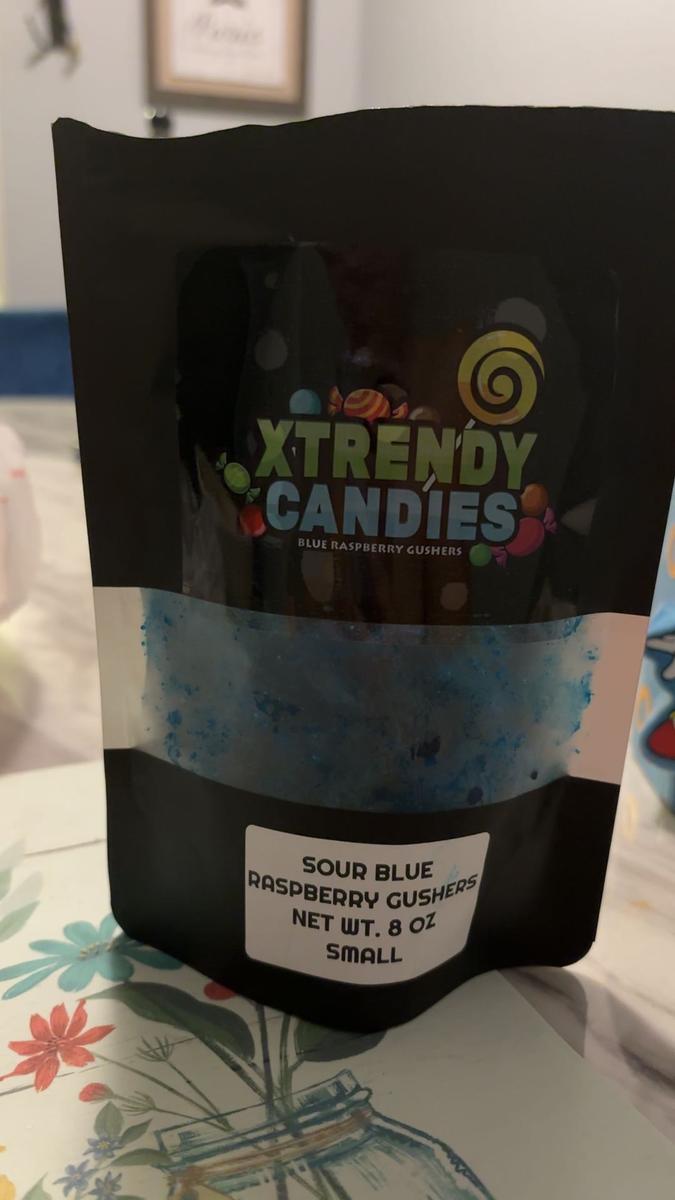 XTRENDY
CANDIES
BLUE RASPBERRY GUSHERS
SOUR BLUE
RASPBERRY GUSHERS
NET WT. 8 OZ
SMALL